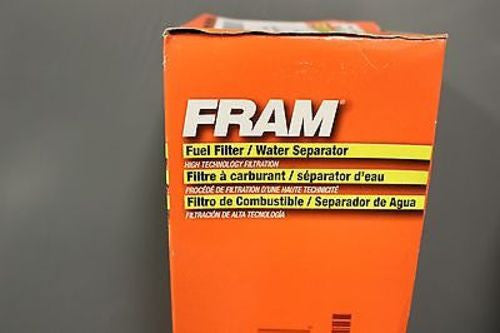 FRAM
Fuel Filter / Water Separator
HIGH TECHNOLOGY FILTRATION
Filtre à carburant / séparateur d'eau
PROCÉDÉ DE FILTRATION D'UNE HAUTE TECHNICITÉ
Filtro de Combustible / Separador de Agua
FILTRACIÓN DE ALTA TECNOLOGÍA